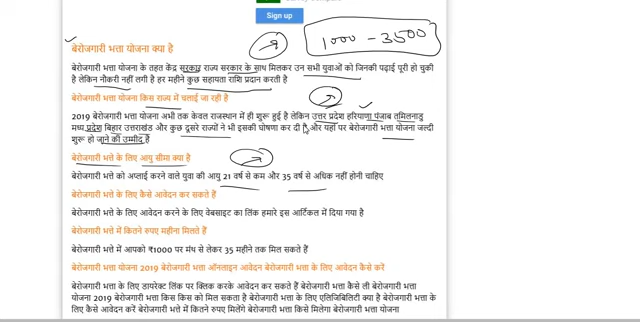 Sign up
1000 - 3500
बेरोजगारी भत्ता योजना क्या है
बेरोजगारी भत्ता योजना के तहत केंद्र सरकार राज्य सरकार के साथ मिलकर उन सभी युवाओं को जिनकी पढ़ाई पूरी हो चुकी
है लेकिन नौकरी नहीं लगी है हर महीने कुछ सहायता राशि प्रदान करती है
बेरोजगारी भत्ता योजना किस राज्य में चलाई जा रही है
2019 बेरोजगारी भत्ता योजना अभी तक केवल राजस्थान में ही शुरू हुई है लेकिन उत्तर प्रदेश हरियाणा पंजाब तमिलनाडु
मध्य प्रदेश बिहार उत्तराखंड और कुछ दूसरे राज्यों ने भी इसकी घोषणा कर दी है और यहां पर बेरोजगारी भत्ता योजना जल्दी
शुरू हो जाने की उम्मीद है
बेरोजगारी भत्ते के लिए आयु सीमा क्या है
बेरोजगारी भत्ते को अप्लाई करने वाले युवा की आयु 21 वर्ष से कम और 35 वर्ष से अधिक नहीं होनी चाहिए
बेरोजगारी भत्ते के लिए कैसे आवेदन कर सकते हैं
बेरोजगारी भत्ते के लिए आवेदन करने के लिए वेबसाइट का लिंक हमारे इस आर्टिकल में दिया गया है
बेरोजगारी भत्ते में कितने रुपए महीना मिलते हैं
बेरोजगारी भत्ते में आपको ₹1000 पर मंथ से लेकर 35 महीने तक मिल सकते हैं
बेरोजगारी भत्ता योजना 2019 बेरोजगारी भत्ता ऑनलाइन आवेदन बेरोजगारी भत्ता के लिए आवेदन कैसे करें
बेरोजगारी भत्ता के लिए डायरेक्ट लिंक पर क्लिक करके आवेदन कर सकते हैं बेरोजगारी भत्ता कैसे ली बेरोजगारी भत्ता
योजना 2019 बेरोजगारी भत्ता किस किस को मिल सकता है बेरोजगारी भत्ता के लिए एलिजिबिलिटी क्या है बेरोजगारी भत्ता के
लिए कैसे आवेदन करें बेरोजगारी भत्ते में कितने रुपए मिलेंगे बेरोजगारी भत्ता किसे मिलेगा बेरोजगारी भत्ता योजना